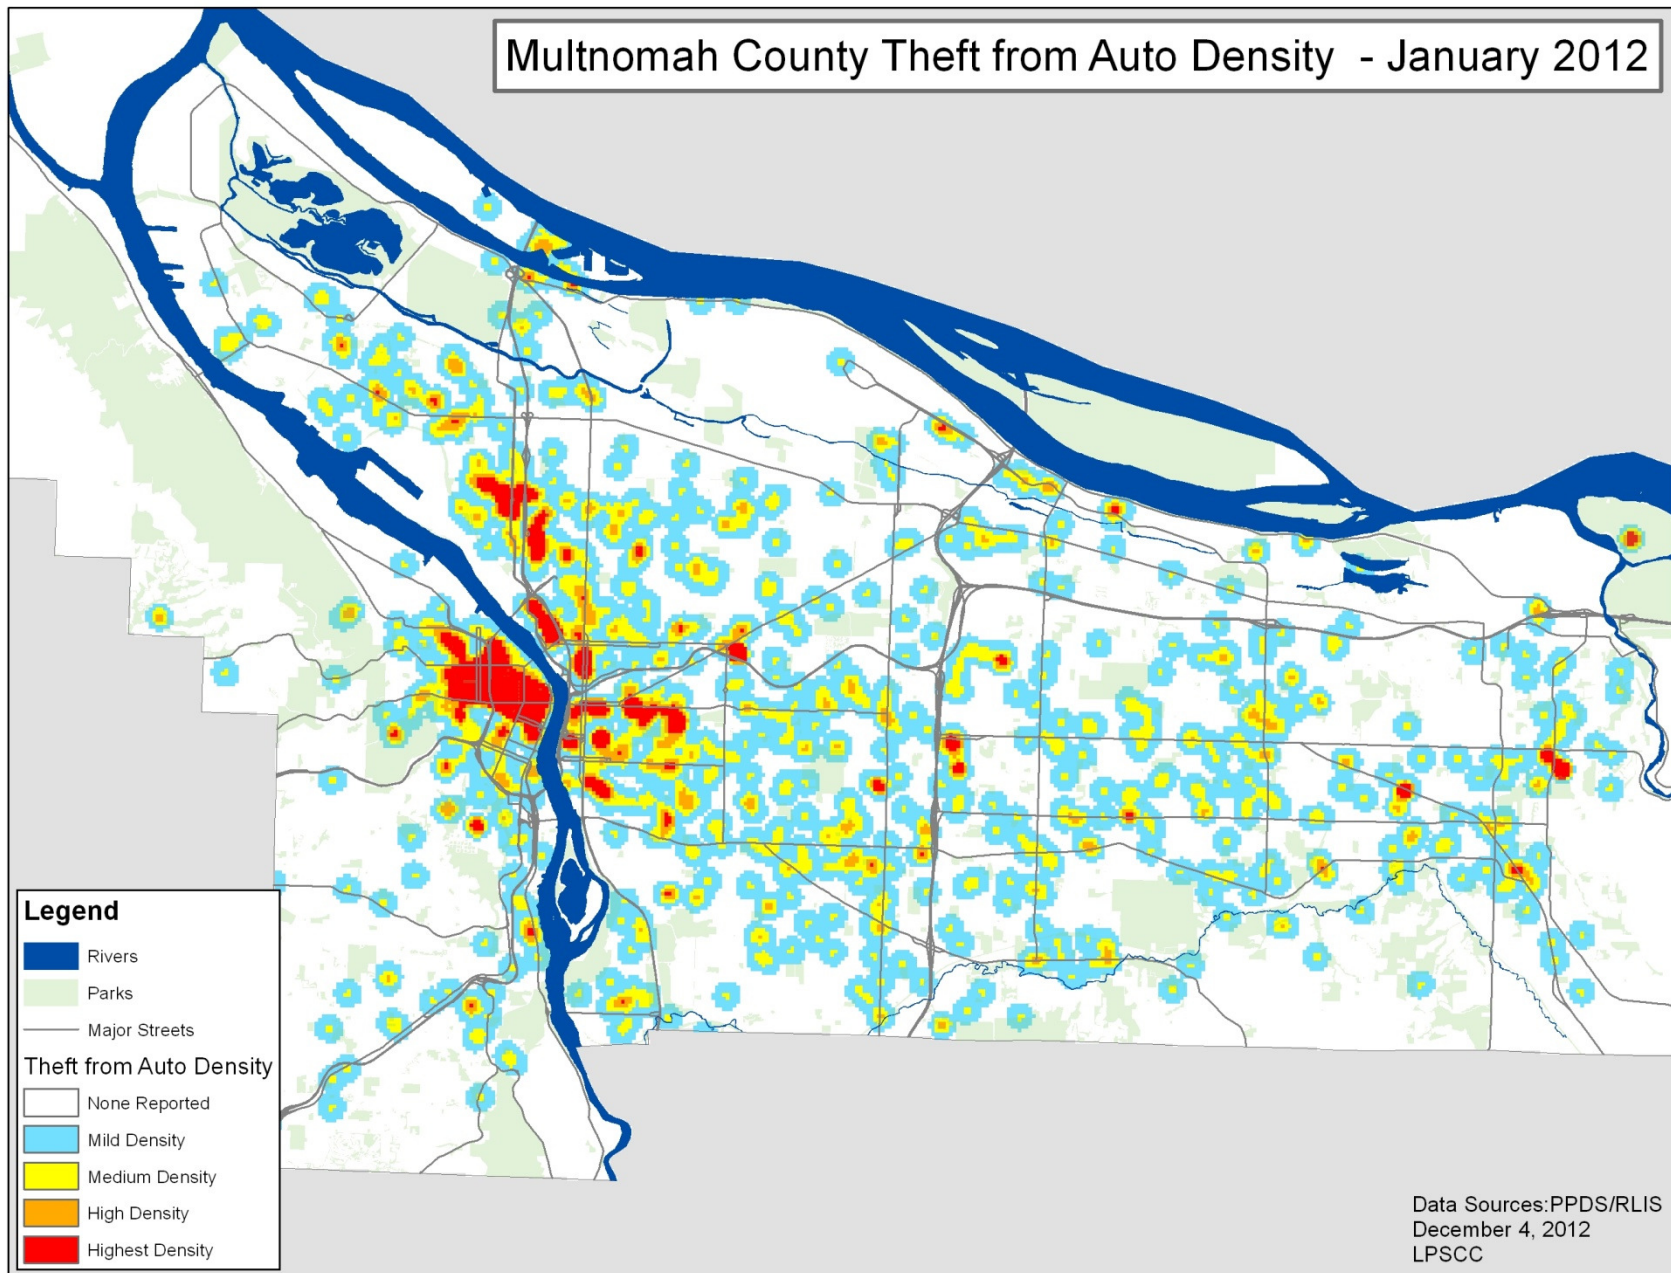 Multnomah County Theft from Auto Density - January 2012
Legend
Rivers
Parks
Major Streets
Theft from Auto Density
None Reported
Mild Density
Medium Density
High Density
Highest Density
Data Sources:PPDS/RLIS
December 4, 2012
LPSCC